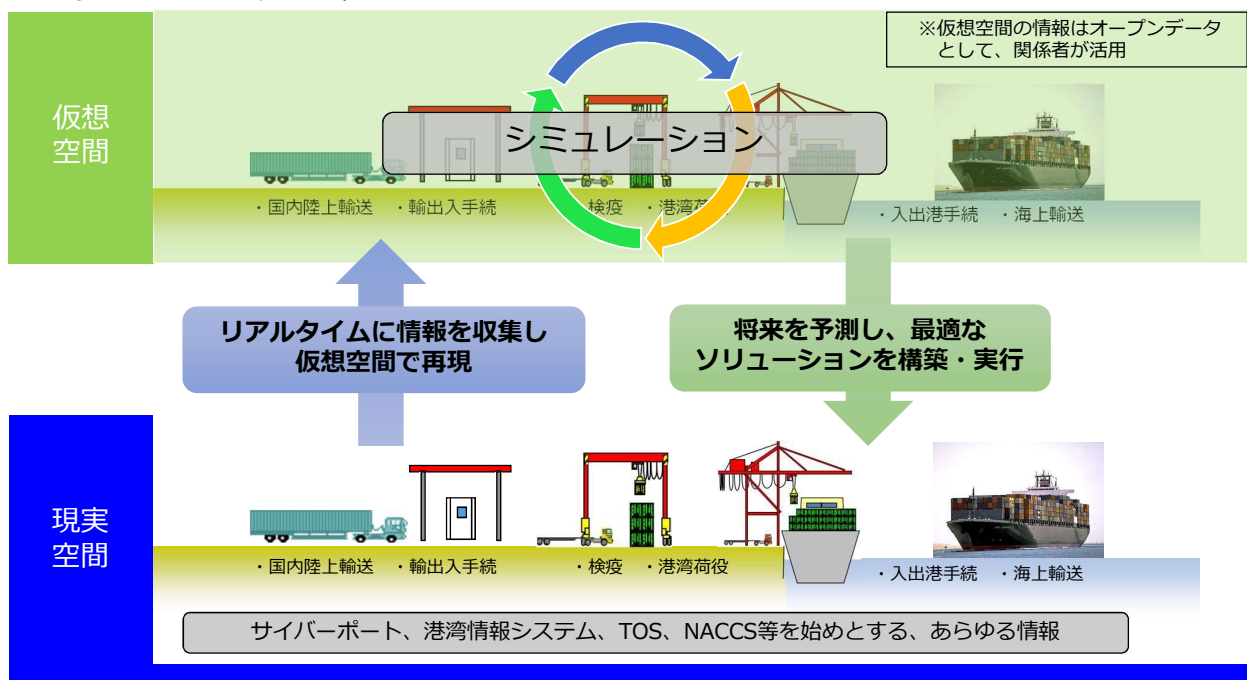 ※仮想空間の情報はオープンデータ
として、関係者が活用
仮想
空間
シミュレーション
・国内陸上輸送 ・輸出入手続 ・検疫 ・港湾荷役
・入出港手続 ・海上輸送
リアルタイムに情報を収集し
仮想空間で再現
将来を予測し、最適な
ソリューションを構築・実行
現実
空間
・国内陸上輸送 ・輸出入手続 ・検疫 ・港湾荷役
・入出港手続 ・海上輸送
サイバーポート、港湾情報システム、TOS、NACCS等を始めとする、あらゆる情報